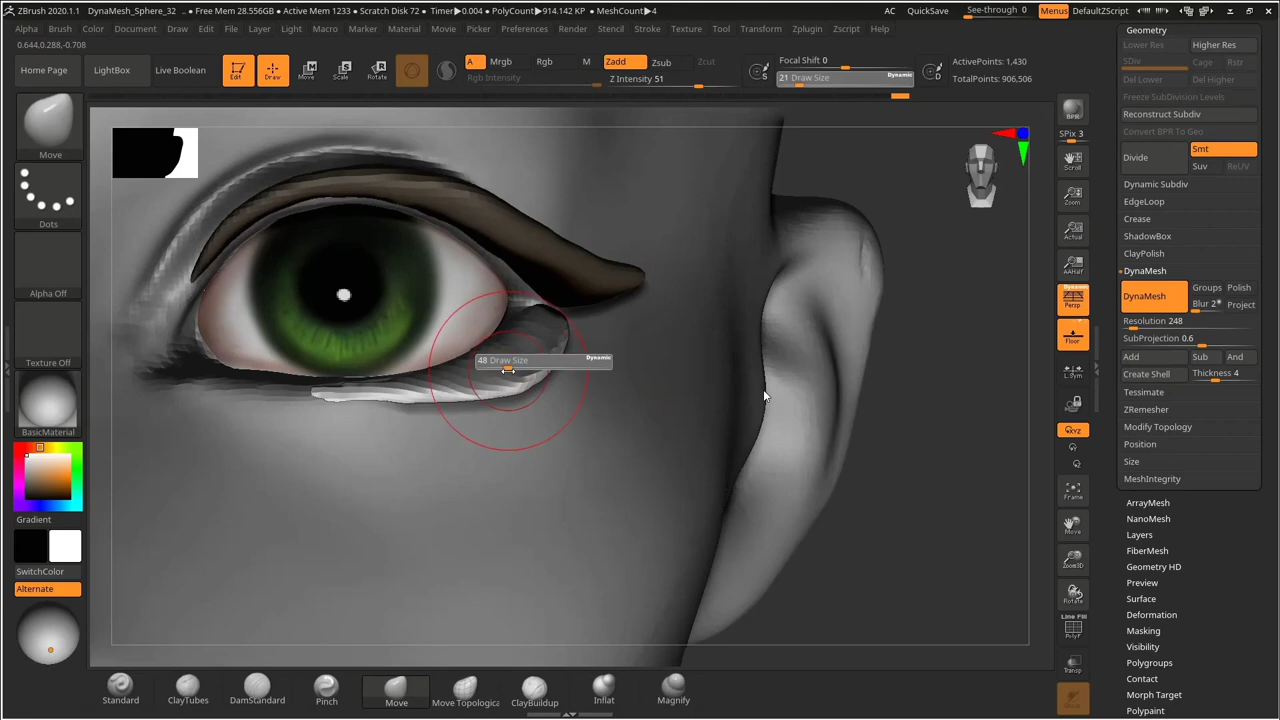 ZBrush 2020.1.1 DynaMesh_Sphere_32 .. • Free Mem 28.556GB • Active Mem 1233 • Scratch Disk 72 • Timer▶0.004 • PolyCount▶914.142 KP • MeshCount▶4
AC QuickSave See-through 0 Menus DefaultZScript
Alpha Brush Color Document Draw Edit File Layer Light Macro Marker Material Movie Picker Preferences Render Stencil Stroke Texture Tool Transform Zplugin Zscript Help
0.644,0.288,-0.708
Home Page LightBox Live Boolean
Edit Draw Move Scale Rotate
A Mrgb Rgb M Zadd Zsub Zcut
Rgb Intensity Z Intensity 51
S Focal Shift 0 D
21 Draw Size Dynamic
ActivePoints: 1,430
TotalPoints: 906,506
Move
Dots
Alpha Off
Texture Off
BasicMaterial
Gradient
SwitchColor
Alternate
48 Draw Size Dynamic
BPR
SPix 3
Scroll
Zoom
Actual
AAHalf
Dynamic
Persp
Floor
L.Sym
XYZ
Frame
Move
Zoom3D
Rotate
Line Fill
PolyF
Transp
Geometry
Lower Res Higher Res
SDiv Cage Rstr
Del Lower Del Higher
Freeze SubDivision Levels
Reconstruct Subdiv
Convert BPR To Geo
Divide Smt
Suv ReUV
Dynamic Subdiv
EdgeLoop
Crease
ShadowBox
ClayPolish
DynaMesh
DynaMesh Groups Polish
Blur 2 Project
Resolution 248
SubProjection 0.6
Add Sub And
Create Shell Thickness 4
Tessimate
ZRemesher
Modify Topology
Position
Size
MeshIntegrity
ArrayMesh
NanoMesh
Layers
FiberMesh
Geometry HD
Preview
Surface
Deformation
Masking
Visibility
Polygroups
Contact
Morph Target
Polypaint
Standard ClayTubes DamStandard Pinch Move Move Topologica ClayBuildup Inflat Magnify